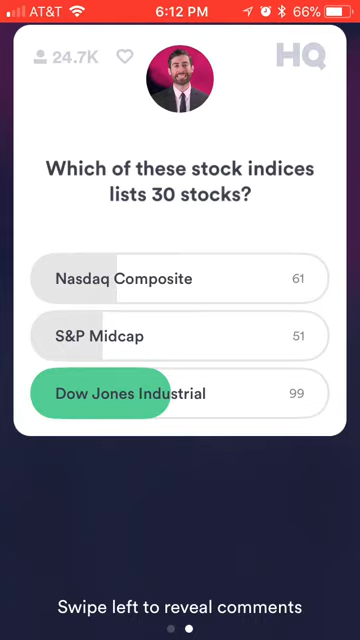 AT&T 6:12 PM 66%
24.7K HQ
Which of these stock indices
lists 30 stocks?
Nasdaq Composite 61
S&P Midcap 51
Dow Jones Industrial 99
Swipe left to reveal comments